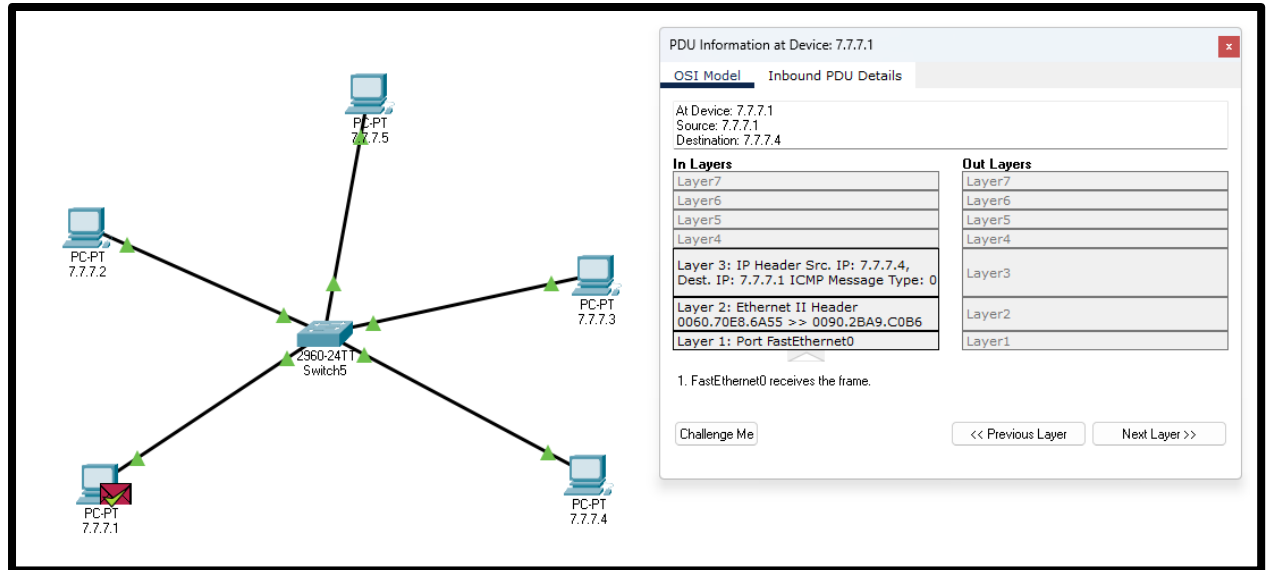 PC-PT
7.7.7.5
PC-PT
7.7.7.2
PC-PT
7.7.7.3
2960-24TT
Switch5
PC-PT
7.7.7.1
PC-PT
7.7.7.4
PDU Information at Device: 7.7.7.1
x
OSI Model Inbound PDU Details
At Device: 7.7.7.1
Source: 7.7.7.1
Destination: 7.7.7.4
In Layers
Layer7
Layer6
Layer5
Layer4
Layer 3: IP Header Src. IP: 7.7.7.4,
Dest. IP: 7.7.7.1 ICMP Message Type: 0
Layer 2: Ethernet II Header
0060.70E8.6A55 >> 0090.2BA9.C0B6
Layer 1: Port FastEthernet0
Out Layers
Layer7
Layer6
Layer5
Layer4
Layer3
Layer2
Layer1
1. FastEthernet0 receives the frame.
Challenge Me
<< Previous Layer
Next Layer >>